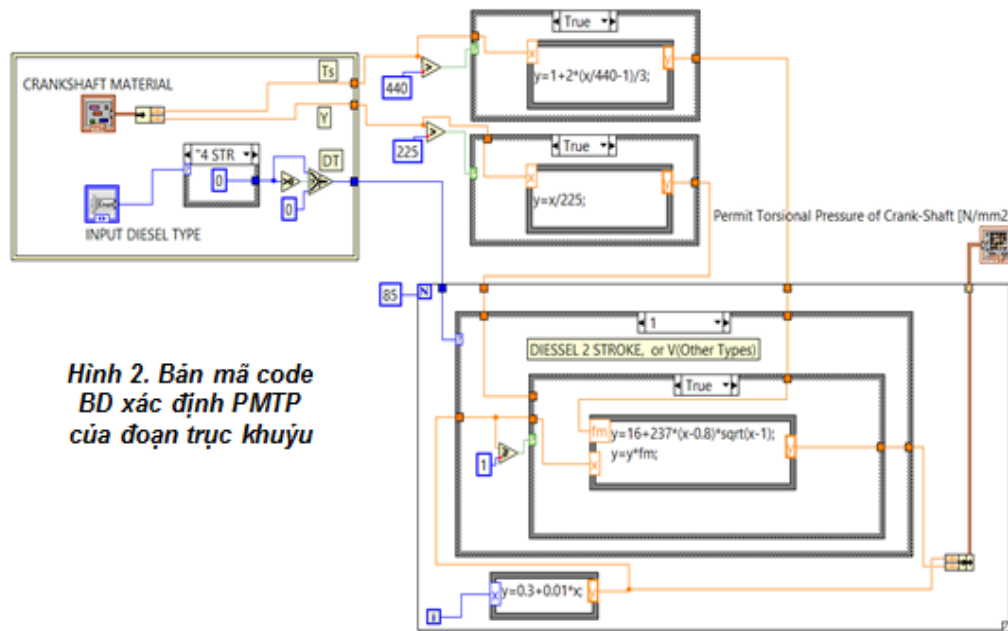 True
Ts
CRANKSHAFT MATERIAL
X
Y
y=1+2*(x/440-1)/3;
>
440
Y
True
>
"4 STR
DT
225
X
Y
y=x/225;
0
0
INPUT DIESEL TYPE
Permit Torsional Pressure of Crank-Shaft [N/mm2
85
N
1
DIESSEL 2 STROKE, or V(Other Types)
Hình 2. Bản mã code
BD xác định PMTP
của đoạn trục khuỷu
True
fm
y=16+237*(x-0.8)*sqrt(x-1);
y=y*fm;
X
Y
1
X
y=0.3+0.01*x;
Y
i